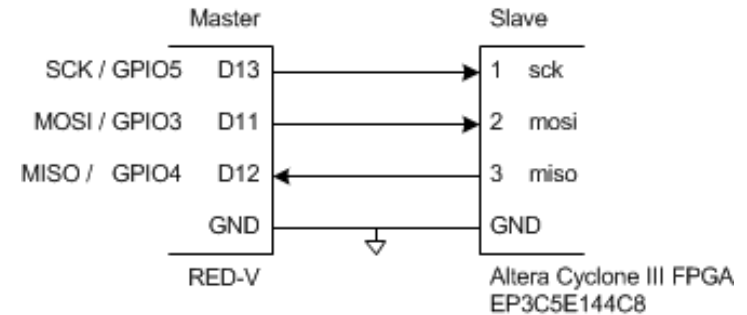 Master Slave
SCK / GPIO5 D13 1 sck
MOSI / GPIO3 D11 2 mosi
MISO / GPIO4 D12 3 miso
GND GND
RED-V Altera Cyclone III FPGA
EP3C5E144C8